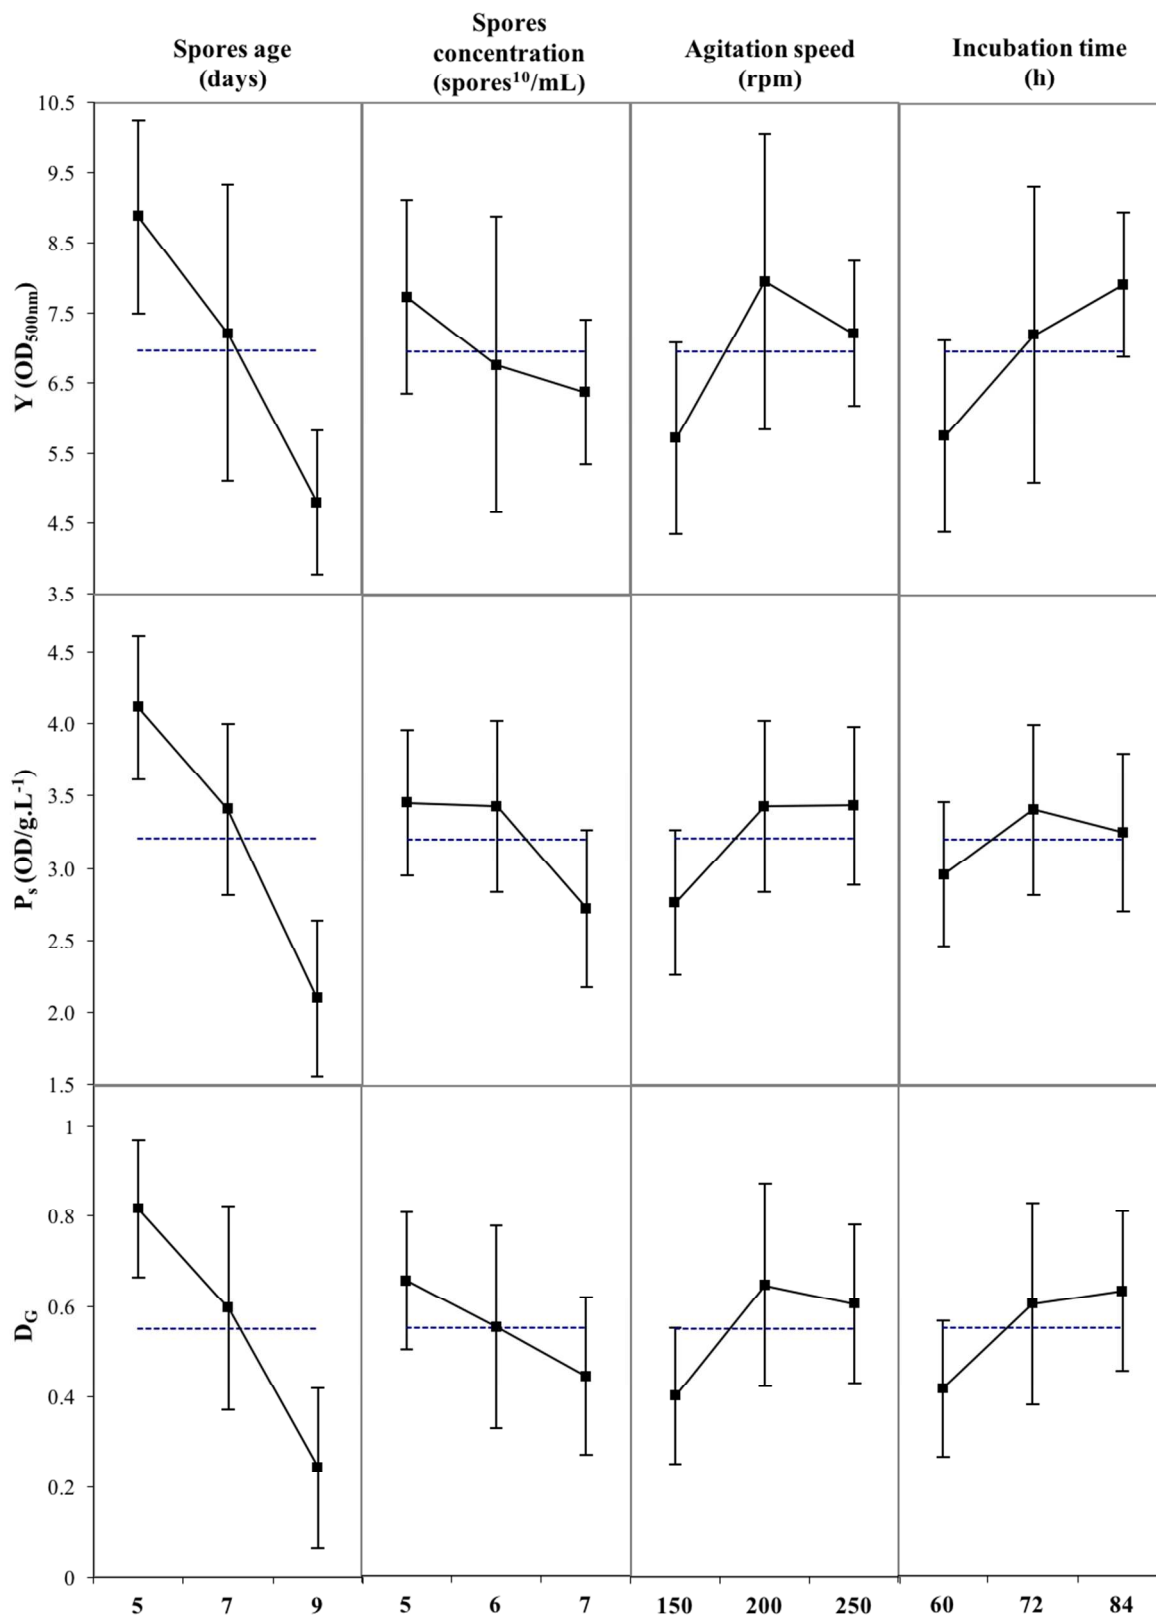 Spores age
(days)
Spores
concentration
(spores¹⁰/mL)
Agitation speed
(rpm)
Incubation time
(h)
Y (OD₅₀₀ₙₘ)
10.5
9.5
8.5
7.5
6.5
5.5
4.5
3.5
Pₛ (OD/g.L⁻¹)
4.5
4.0
3.5
3.0
2.5
2.0
1.5
D_G
1
0.8
0.6
0.4
0.2
0
5 7 9 5 6 7 150 200 250 60 72 84